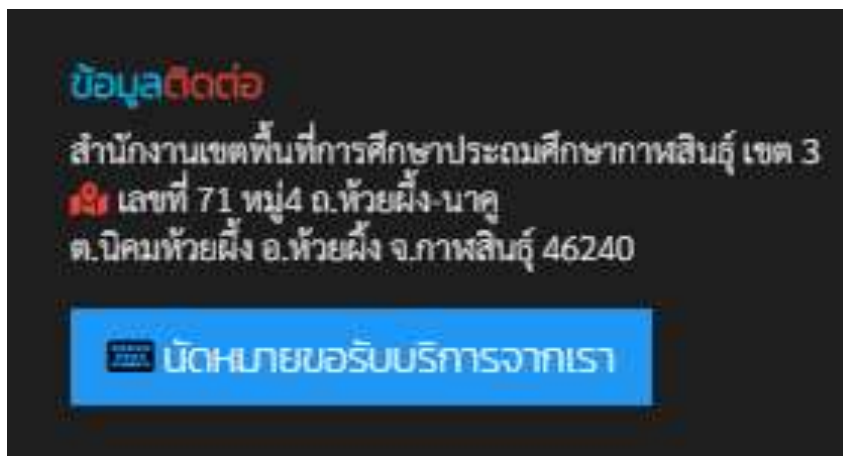 ข้อมูลติดต่อ
สำนักงานเขตพื้นที่การศึกษาประถมศึกษากาฬสินธุ์ เขต 3
เลขที่ 71 หมู่4 ถ.ห้วยผึ้ง-นาคู
ต.นิคมห้วยผึ้ง อ.ห้วยผึ้ง จ.กาฬสินธุ์ 46240
นัดหมายขอรับบริการจากเรา